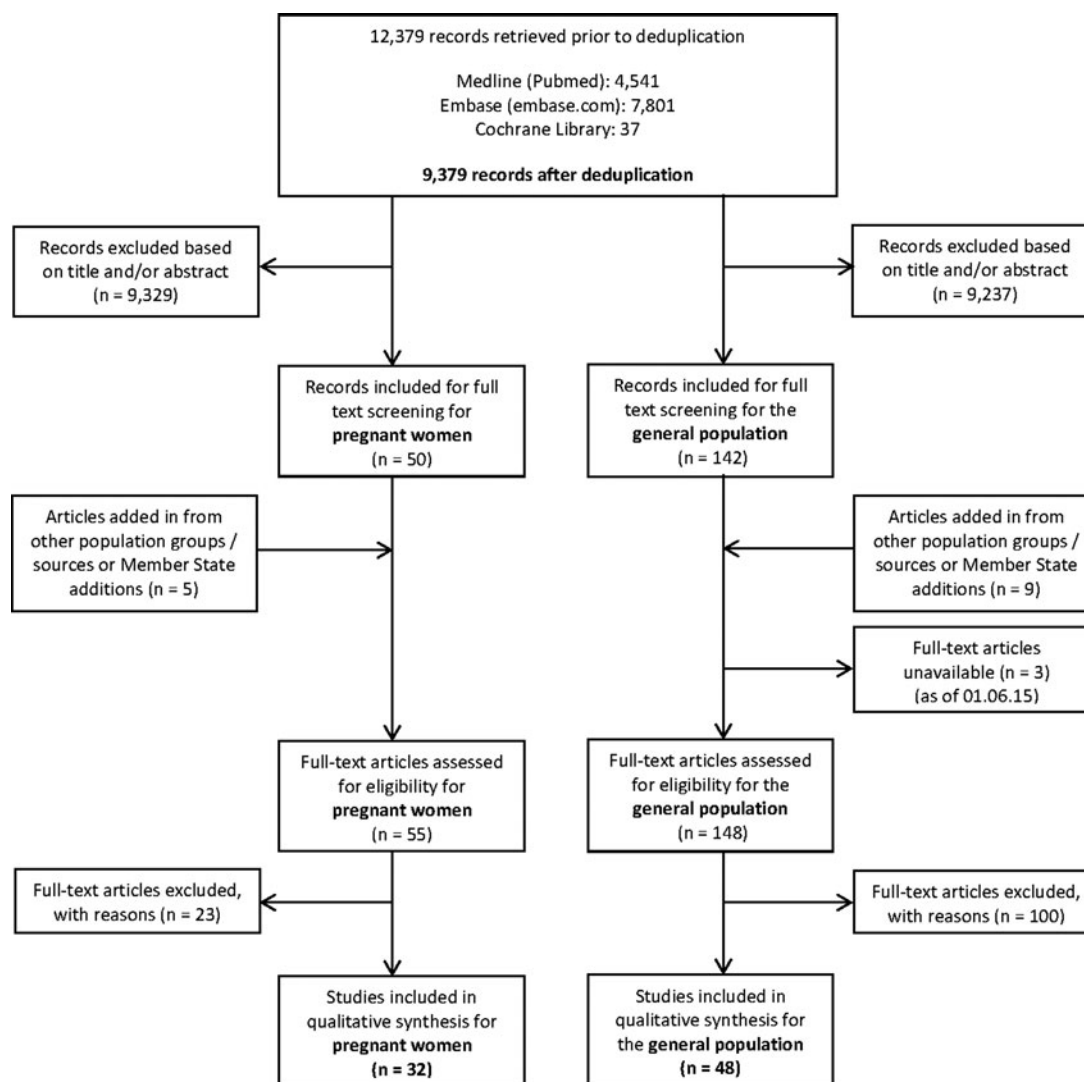 12,379 records retrieved prior to deduplication
Medline (Pubmed): 4,541
Embase (embase.com): 7,801
Cochrane Library: 37
9,379 records after deduplication
Records excluded based
on title and/or abstract
(n = 9,329)
Records excluded based
on title and/or abstract
(n = 9,237)
Records included for full
text screening for
pregnant women
(n = 50)
Records included for full
text screening for the
general population
(n = 142)
Articles added in from
other population groups /
sources or Member State
additions (n = 5)
Articles added in from
other population groups /
sources or Member State
additions (n = 9)
Full-text articles
unavailable (n = 3)
(as of 01.06.15)
Full-text articles assessed
for eligibility for
pregnant women
(n = 55)
Full-text articles assessed
for eligibility for the
general population
(n = 148)
Full-text articles excluded,
with reasons (n = 23)
Full-text articles excluded,
with reasons (n = 100)
Studies included in
qualitative synthesis for
pregnant women
(n = 32)
Studies included in
qualitative synthesis for
the general population
(n = 48)